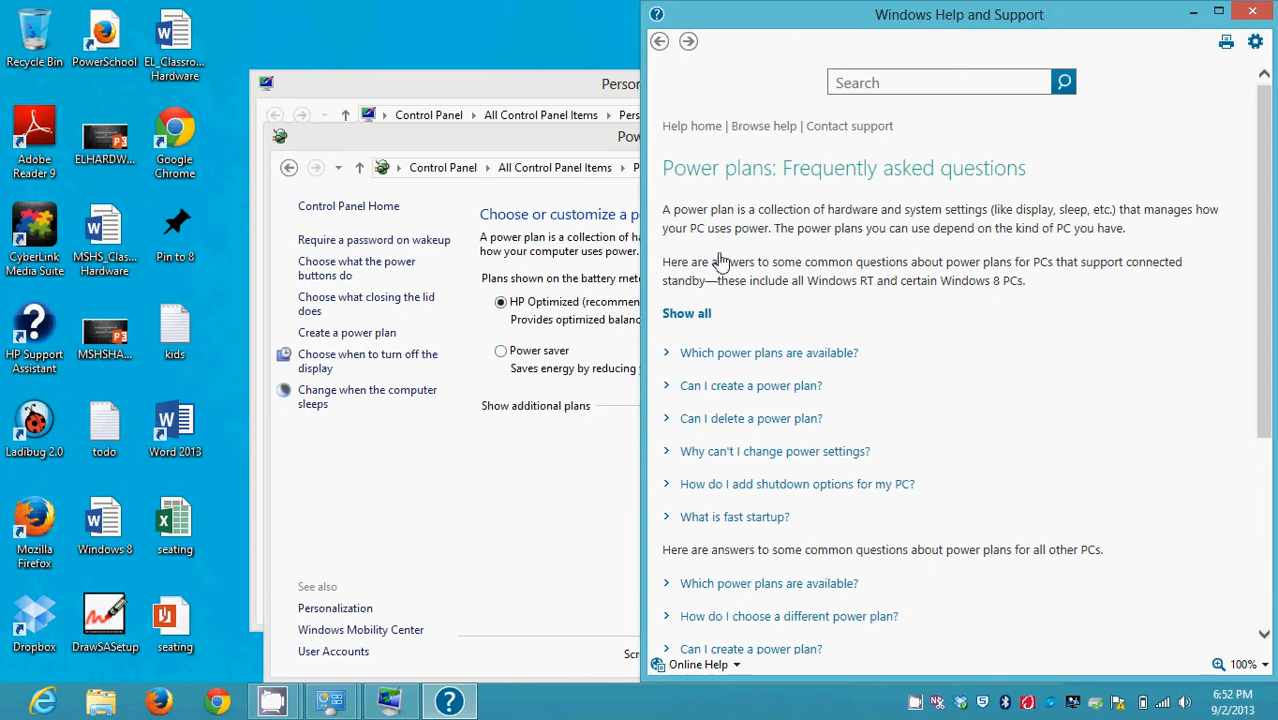 Recycle Bin
PowerSchool
EL_Classro...
Hardware
Adobe
Reader 9
ELHARDW...
Google
Chrome
CyberLink
Media Suite
MSHS_Clas...
Hardware
Pin to 8
HP Support
Assistant
MSHSHA...
kids
Ladibug 2.0
todo
Word 2013
Mozilla
Firefox
Windows 8
seating
Dropbox
DrawSASetup
seating
Perso
Control Panel
All Control Panel Items
Pers
Pow
Control Panel
All Control Panel Items
P
Control Panel Home
Require a password on wakeup
Choose what the power
buttons do
Choose what closing the lid
does
Create a power plan
Choose when to turn off the
display
Change when the computer
sleeps
See also
Personalization
Windows Mobility Center
User Accounts
Choose or customize a p
A power plan is a collection of ha
how your computer uses power.
Plans shown on the battery mete
HP Optimized (recommen
Provides optimized balanc
Power saver
Saves energy by reducing
Show additional plans
Scr
Windows Help and Support
Search
Help home | Browse help | Contact support
Power plans: Frequently asked questions
A power plan is a collection of hardware and system settings (like display, sleep, etc.) that manages how
your PC uses power. The power plans you can use depend on the kind of PC you have.
Here are answers to some common questions about power plans for PCs that support connected
standby—these include all Windows RT and certain Windows 8 PCs.
Show all
Which power plans are available?
Can I create a power plan?
Can I delete a power plan?
Why can't I change power settings?
How do I add shutdown options for my PC?
What is fast startup?
Here are answers to some common questions about power plans for all other PCs.
Which power plans are available?
How do I choose a different power plan?
Can I create a power plan?
Online Help
100%
6:52 PM
9/2/2013